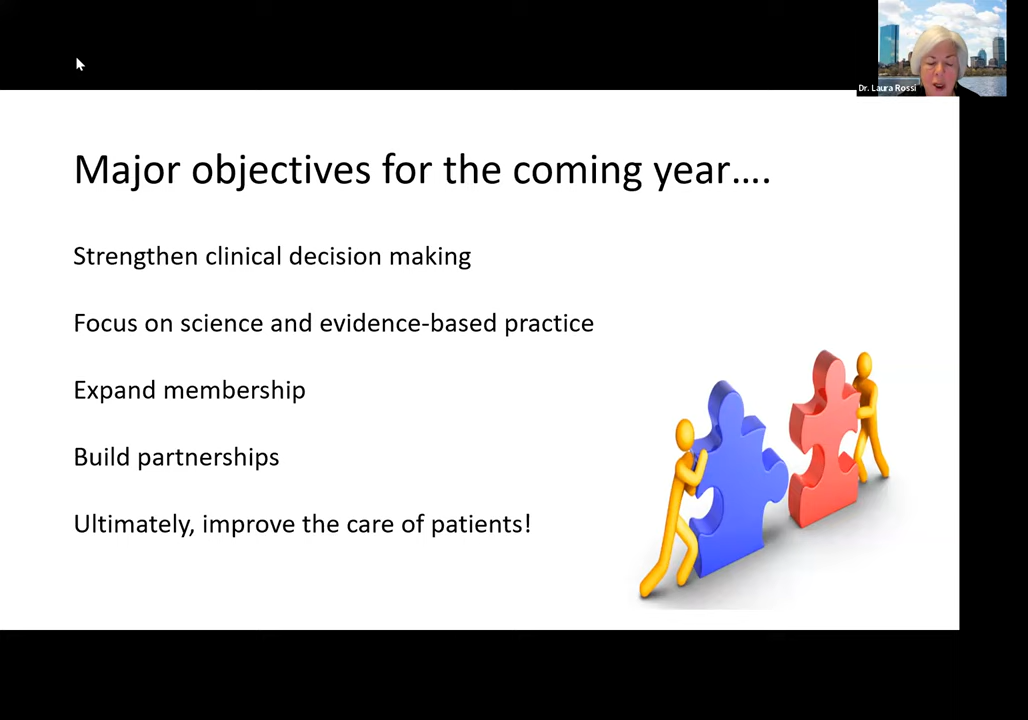 Dr. Laura Rossi
Major objectives for the coming year....
Strengthen clinical decision making
Focus on science and evidence-based practice
Expand membership
Build partnerships
Ultimately, improve the care of patients!